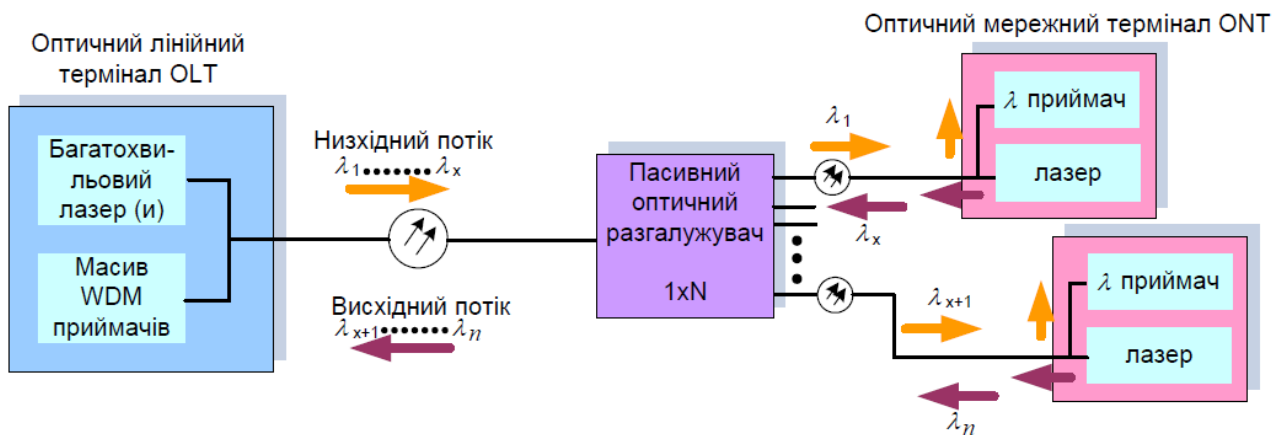 Оптичний лінійний
термінал OLT
Багатохви-
льовий
лазер (и)
Масив
WDM
приймачів
Низхідний потік
λ1.......λx
Висхідний потік
λx+1.......λn
Пасивний
оптичний
разгалужувач
1xN
Оптичний мережний термінал ONT
λ1
λx
λ приймач
лазер
λx+1
λn
λ приймач
лазер